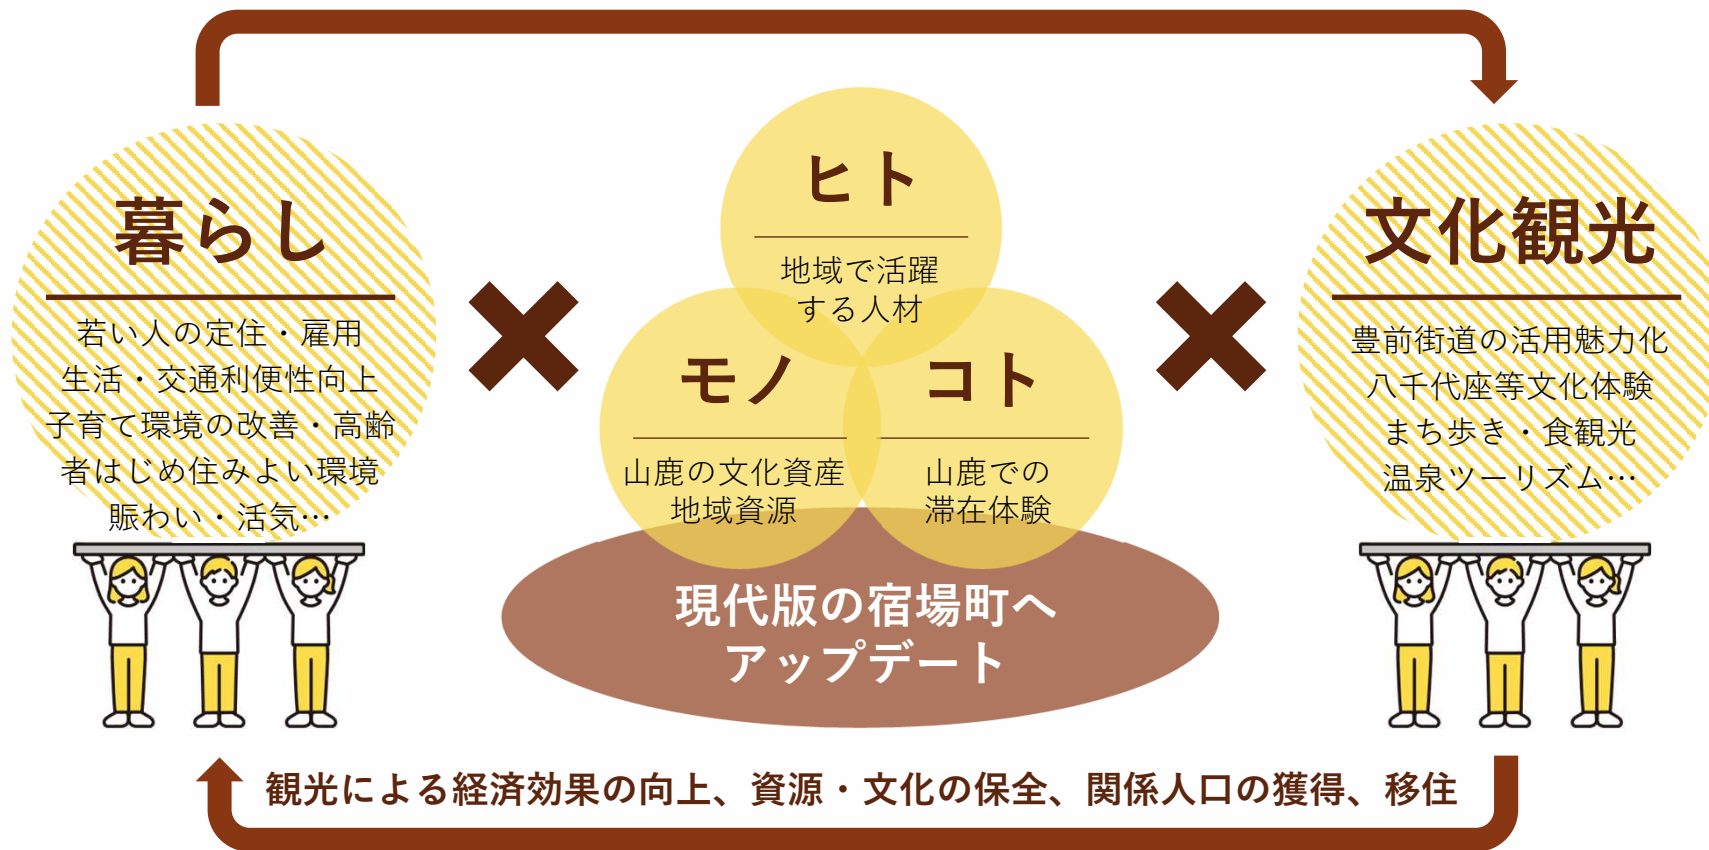 暮らし
若い人の定住・雇用
生活・交通利便性向上
子育て環境の改善・高齢
者はじめ住みよい環境
賑わい・活気…
ヒト
地域で活躍
する人材
モノ
山鹿の文化資産
地域資源
コト
山鹿での
滞在体験
現代版の宿場町へ
アップデート
文化観光
豊前街道の活用魅力化
八千代座等文化体験
まち歩き・食観光
温泉ツーリズム…
観光による経済効果の向上、資源・文化の保全、関係人口の獲得、移住